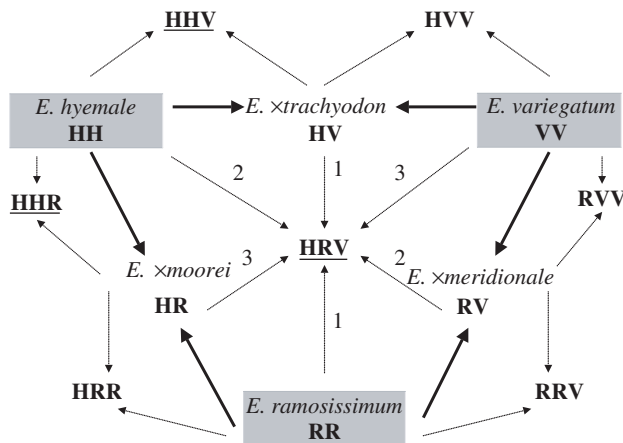 HHV
HVV
E. hyemale
HH
E. ×trachyodon
HV
E. variegatum
VV
2
1
3
HHR
RVV
HRV
E. ×moorei
HR
3
2
E. ×meridionale
RV
1
HRR
RRV
E. ramosissimum
RR